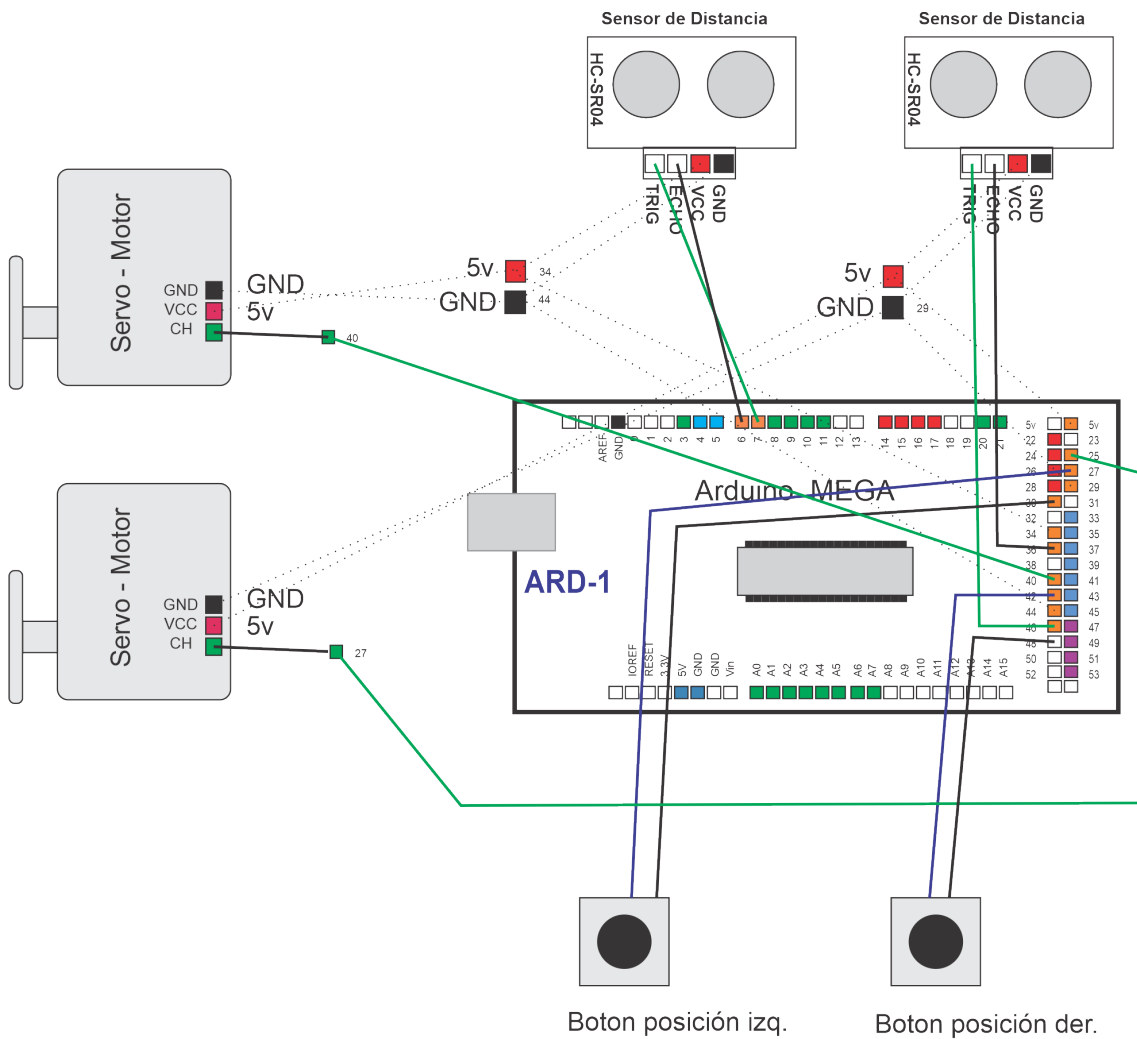 Sensor de Distancia
Sensor de Distancia
HC-SR04
HC-SR04
TRIG
ECHO
VCC
GND
TRIG
ECHO
VCC
GND
Servo - Motor
GND
VCC
CH
GND
5v
40
5v
34
GND
44
5v
GND
29
Servo - Motor
GND
VCC
CH
GND
5v
27
AREF
GND
0
1
2
3
4
5
6
7
8
9
10
11
12
13
14
15
16
17
18
19
20
21
5v 5v
22 23
24 25
26 27
28 29
30 31
32 33
34 35
36 37
38 39
40 41
42 43
44 45
46 47
48 49
50 51
52 53
Arduino MEGA
ARD-1
IOREF
RESET
3.3V
5V
GND
GND
Vin
A0
A1
A2
A3
A4
A5
A6
A7
A8
A9
A10
A11
A12
A13
A14
A15
Boton posición izq.
Boton posición der.